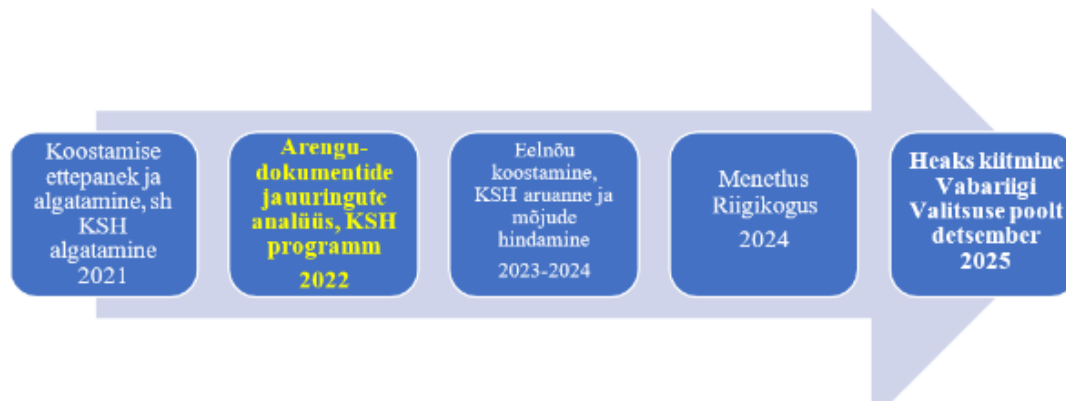 Koostamise
ettepanek ja
algatamine, sh
KSH
algatamine
2021
Arengu-
dokumentide
ja uuringute
analüüs, KSH
programm
2022
Eelnõu
koostamine,
KSH aruanne ja
mõjude
hindamine
2023-2024
Menetlus
Riigikogus
2024
Heaks kiitmine
Vabariigi
Valitsuse poolt
detsember
2025